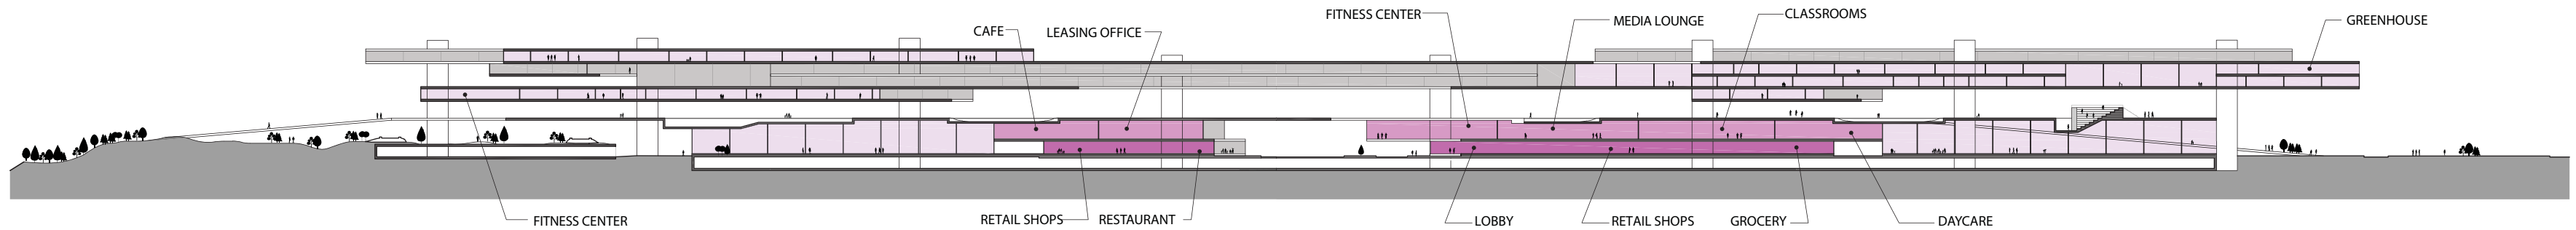 CAFE
LEASING OFFICE
FITNESS CENTER
MEDIA LOUNGE
CLASSROOMS
GREENHOUSE
FITNESS CENTER
RETAIL SHOPS
RESTAURANT
LOBBY
RETAIL SHOPS
GROCERY
DAYCARE